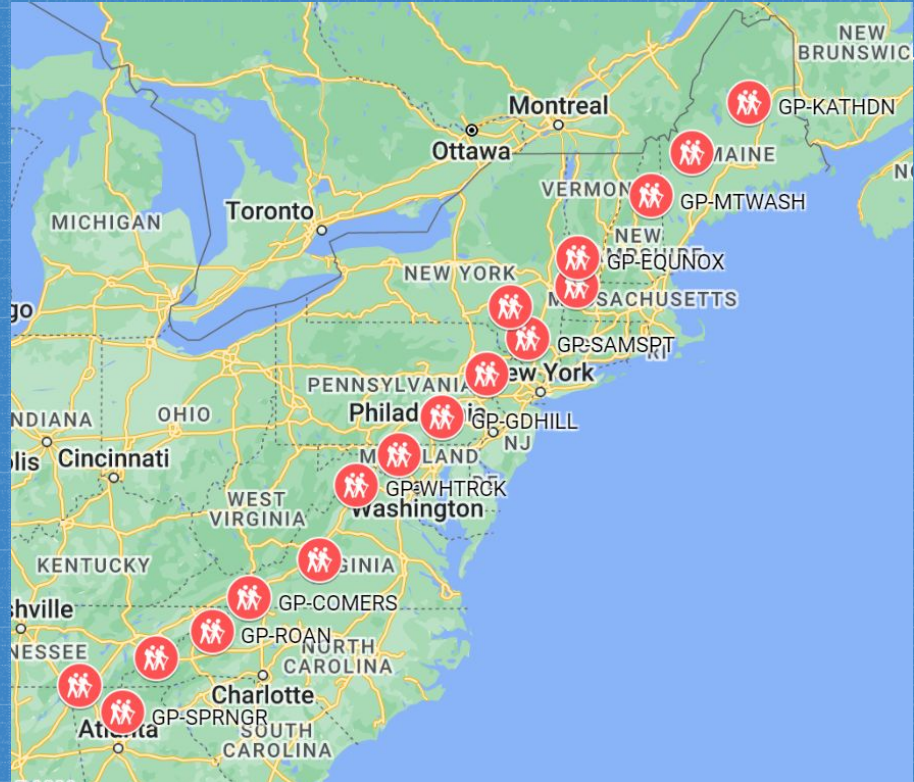 NEW
BRUNSWIC
Montreal
GP-KATHDN
Ottawa
MAINE
VERMON
GP-MTWASH
MICHIGAN
Toronto
NEW
GP-EQUNOX
NEW YORK
MASSACHUSETTS
GP-SAMSPT
RI
ew York
PENNSYLVANIA
OHIO
NDIANA
Philad
GP-GDHILL
NJ
lis
Cincinnati
GP-WHTRCK
WEST
VIRGINIA
Washington
KENTUCKY
GINIA
GP-COMERS
shville
GP-ROAN
NESSEE
NORTH
CAROLINA
Charlotte
GP-SPRNGR
Atlanta
SOUTH
CAROLINA